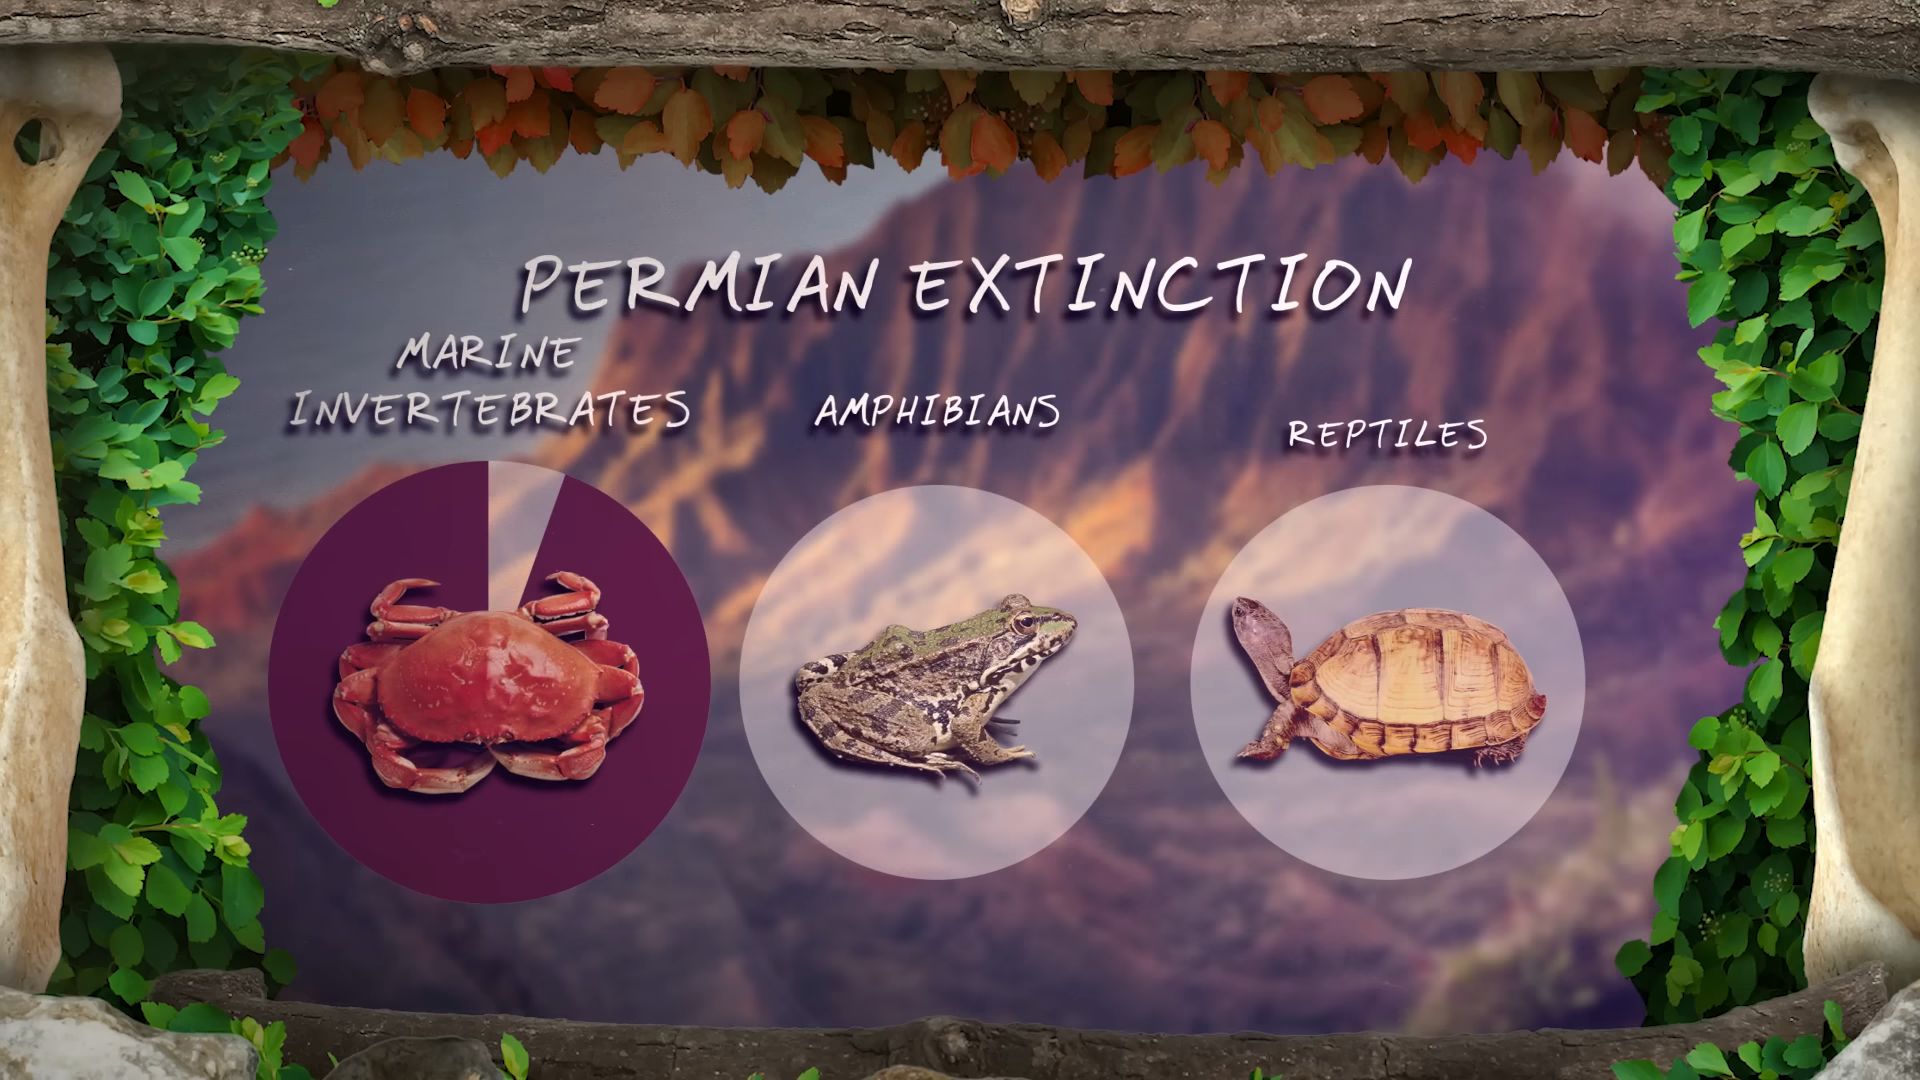 PERMIAN EXTINCTION
MARINE
INVERTEBRATES
AMPHIBIANS
REPTILES